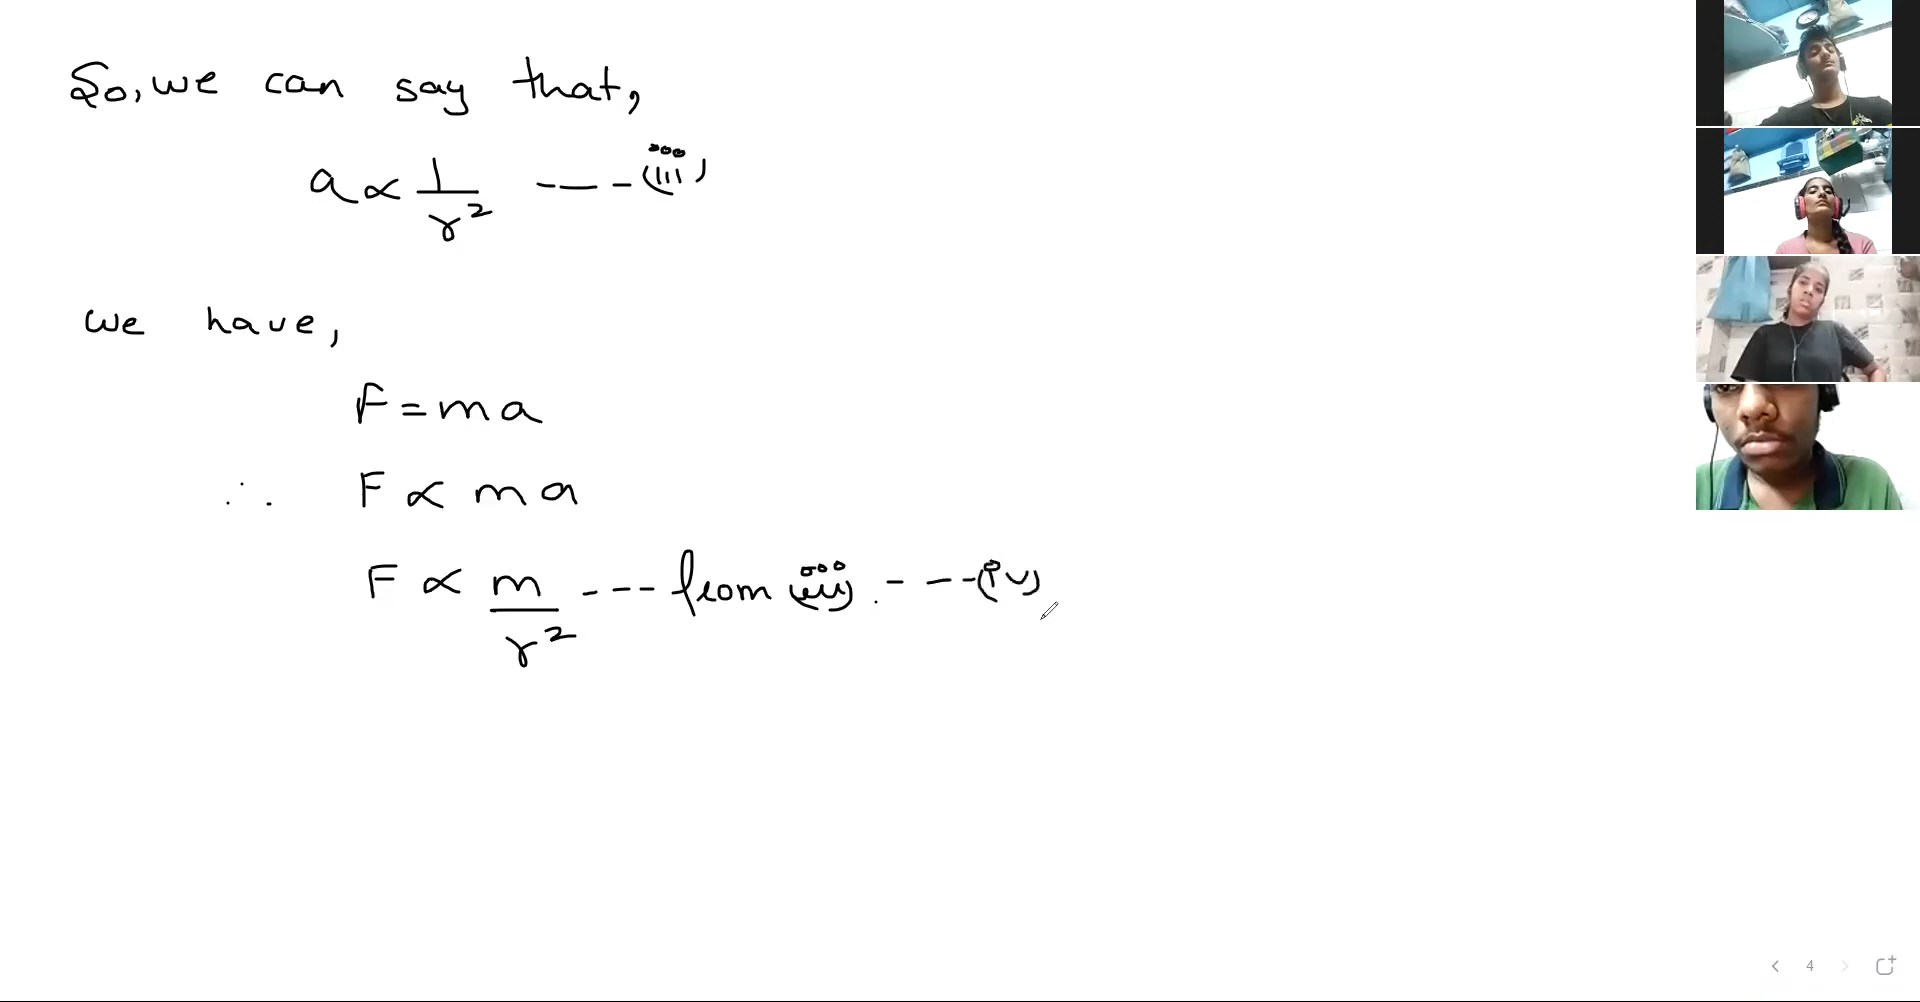 So, we can say that,
a ∝ 1/r² ---- (iii)
we have,
F = ma
∴ F ∝ ma
F ∝ m/r² --- from (iii) . - --- (iv)
4